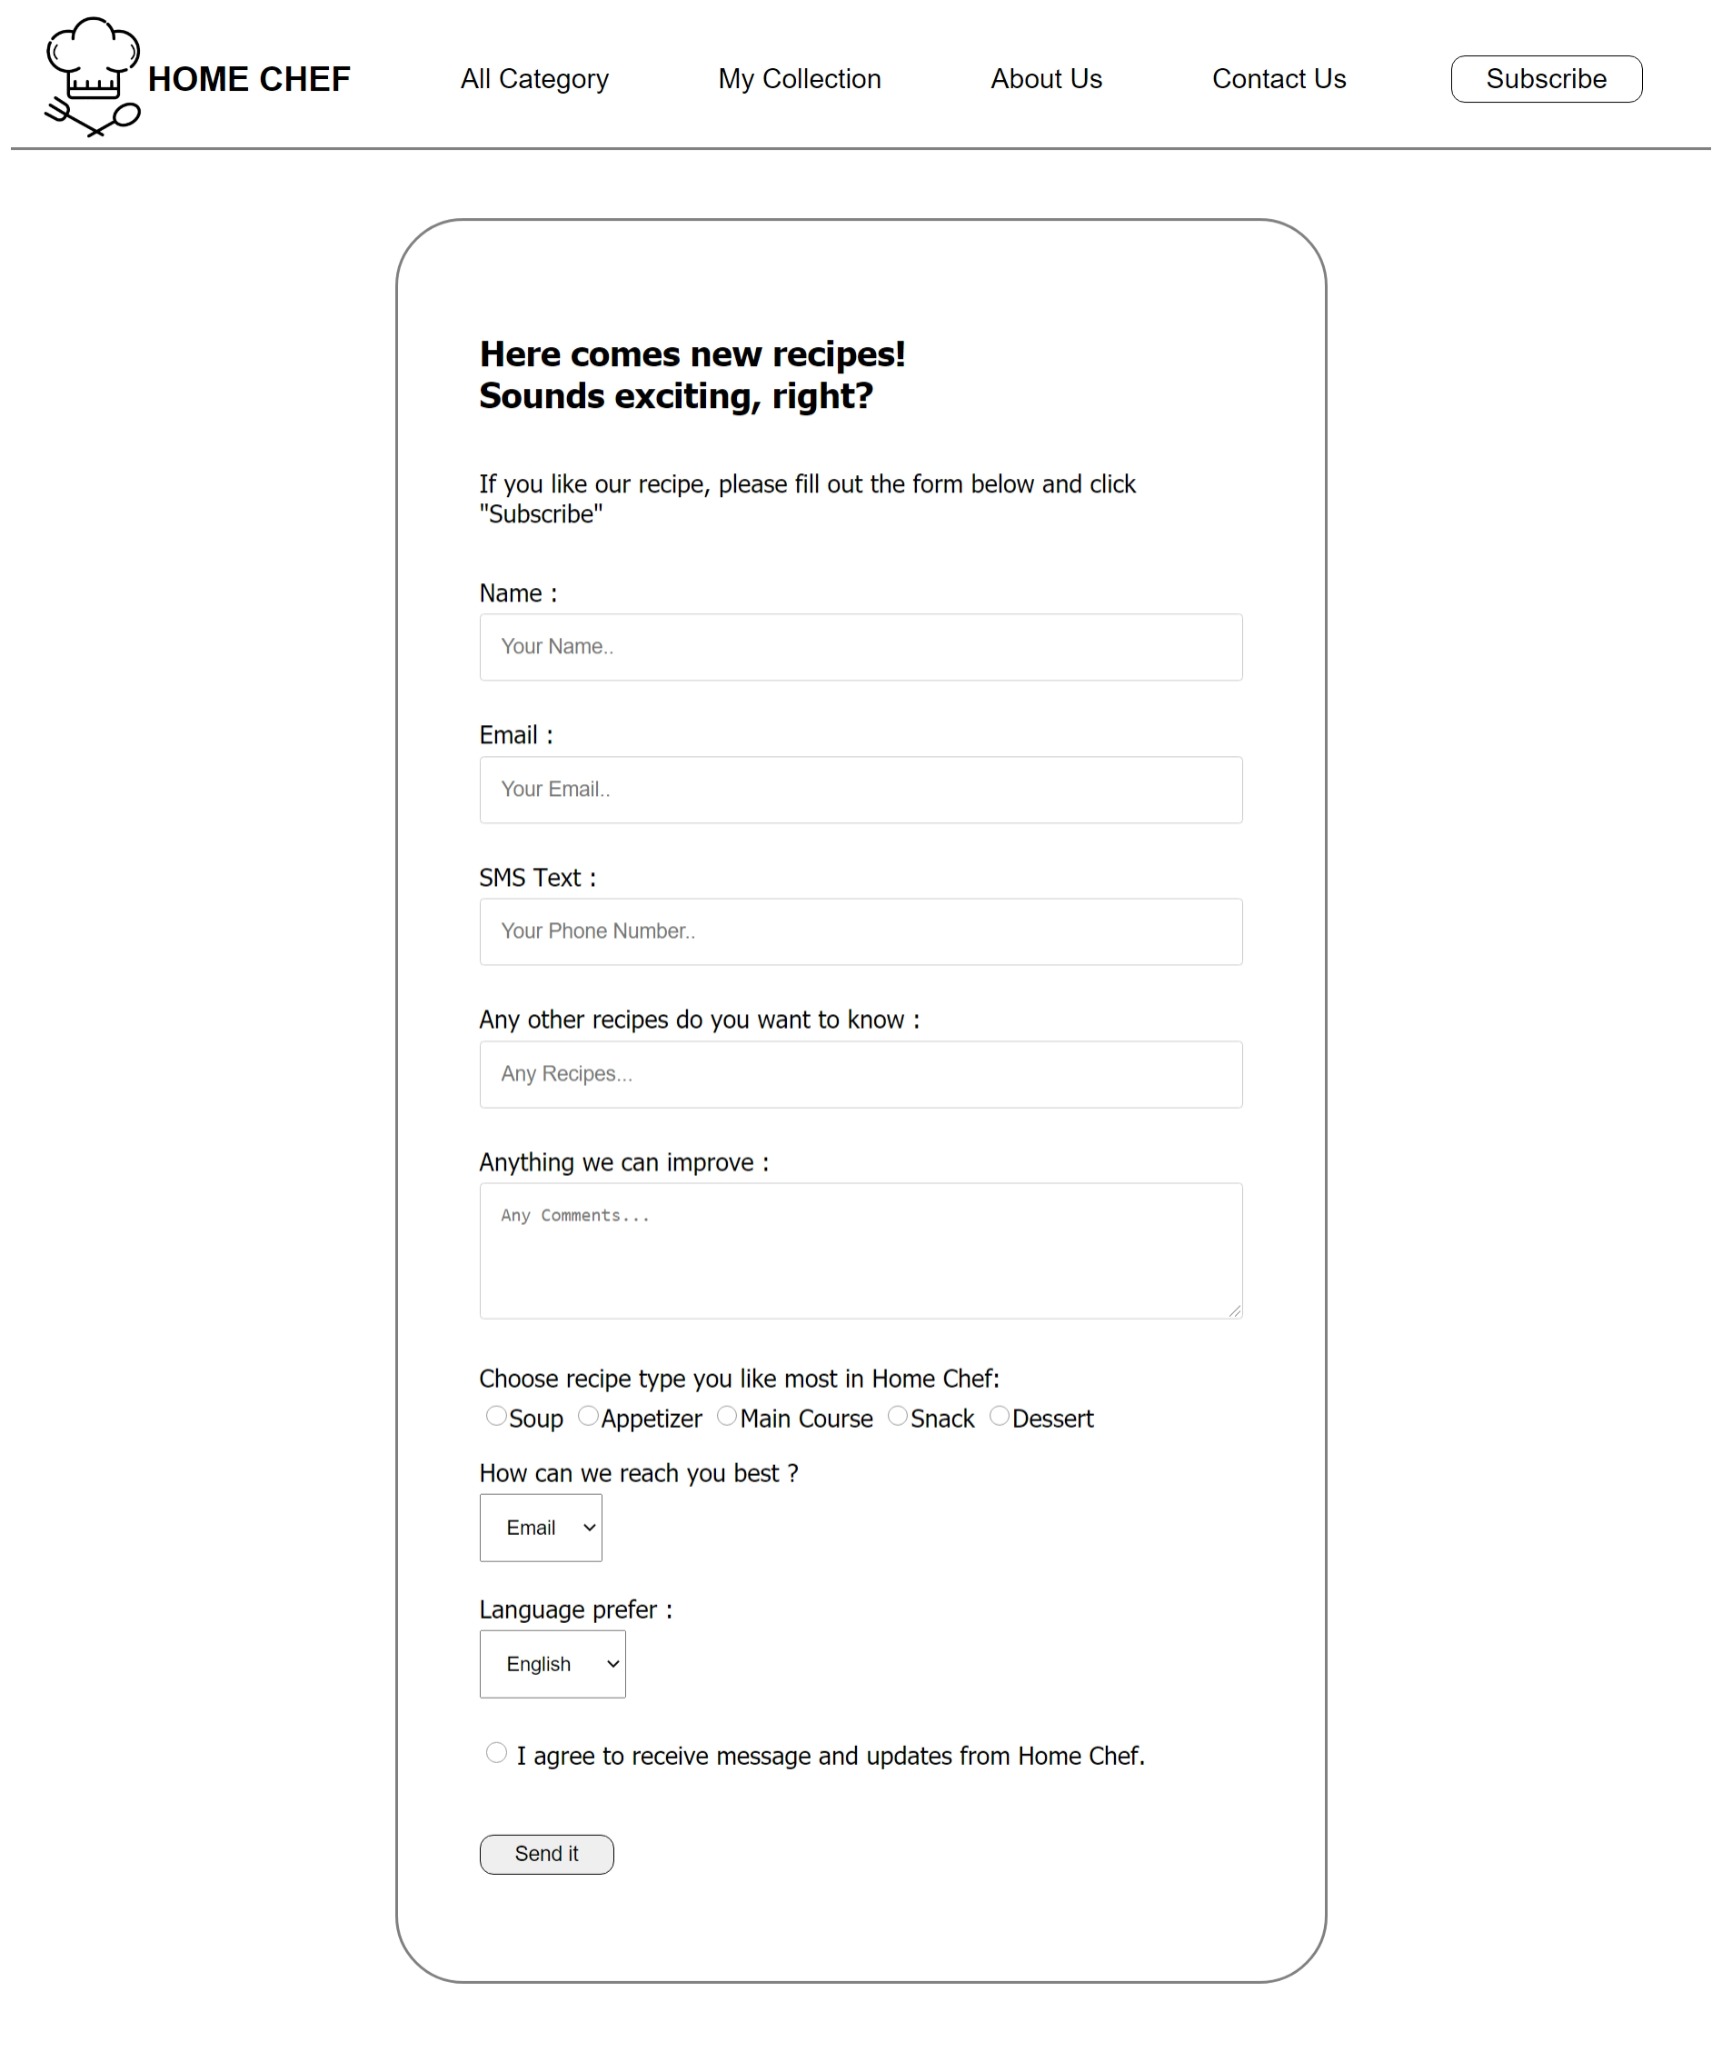 HOME CHEF All Category My Collection About Us Contact Us Subscribe
Here comes new recipes!
Sounds exciting, right?
If you like our recipe, please fill out the form below and click
"Subscribe"
Name :
Your Name..
Email :
Your Email..
SMS Text :
Your Phone Number..
Any other recipes do you want to know :
Any Recipes...
Anything we can improve :
Any Comments...
Choose recipe type you like most in Home Chef:
Soup Appetizer Main Course Snack Dessert
How can we reach you best ?
Email
Language prefer :
English
I agree to receive message and updates from Home Chef.
Send it